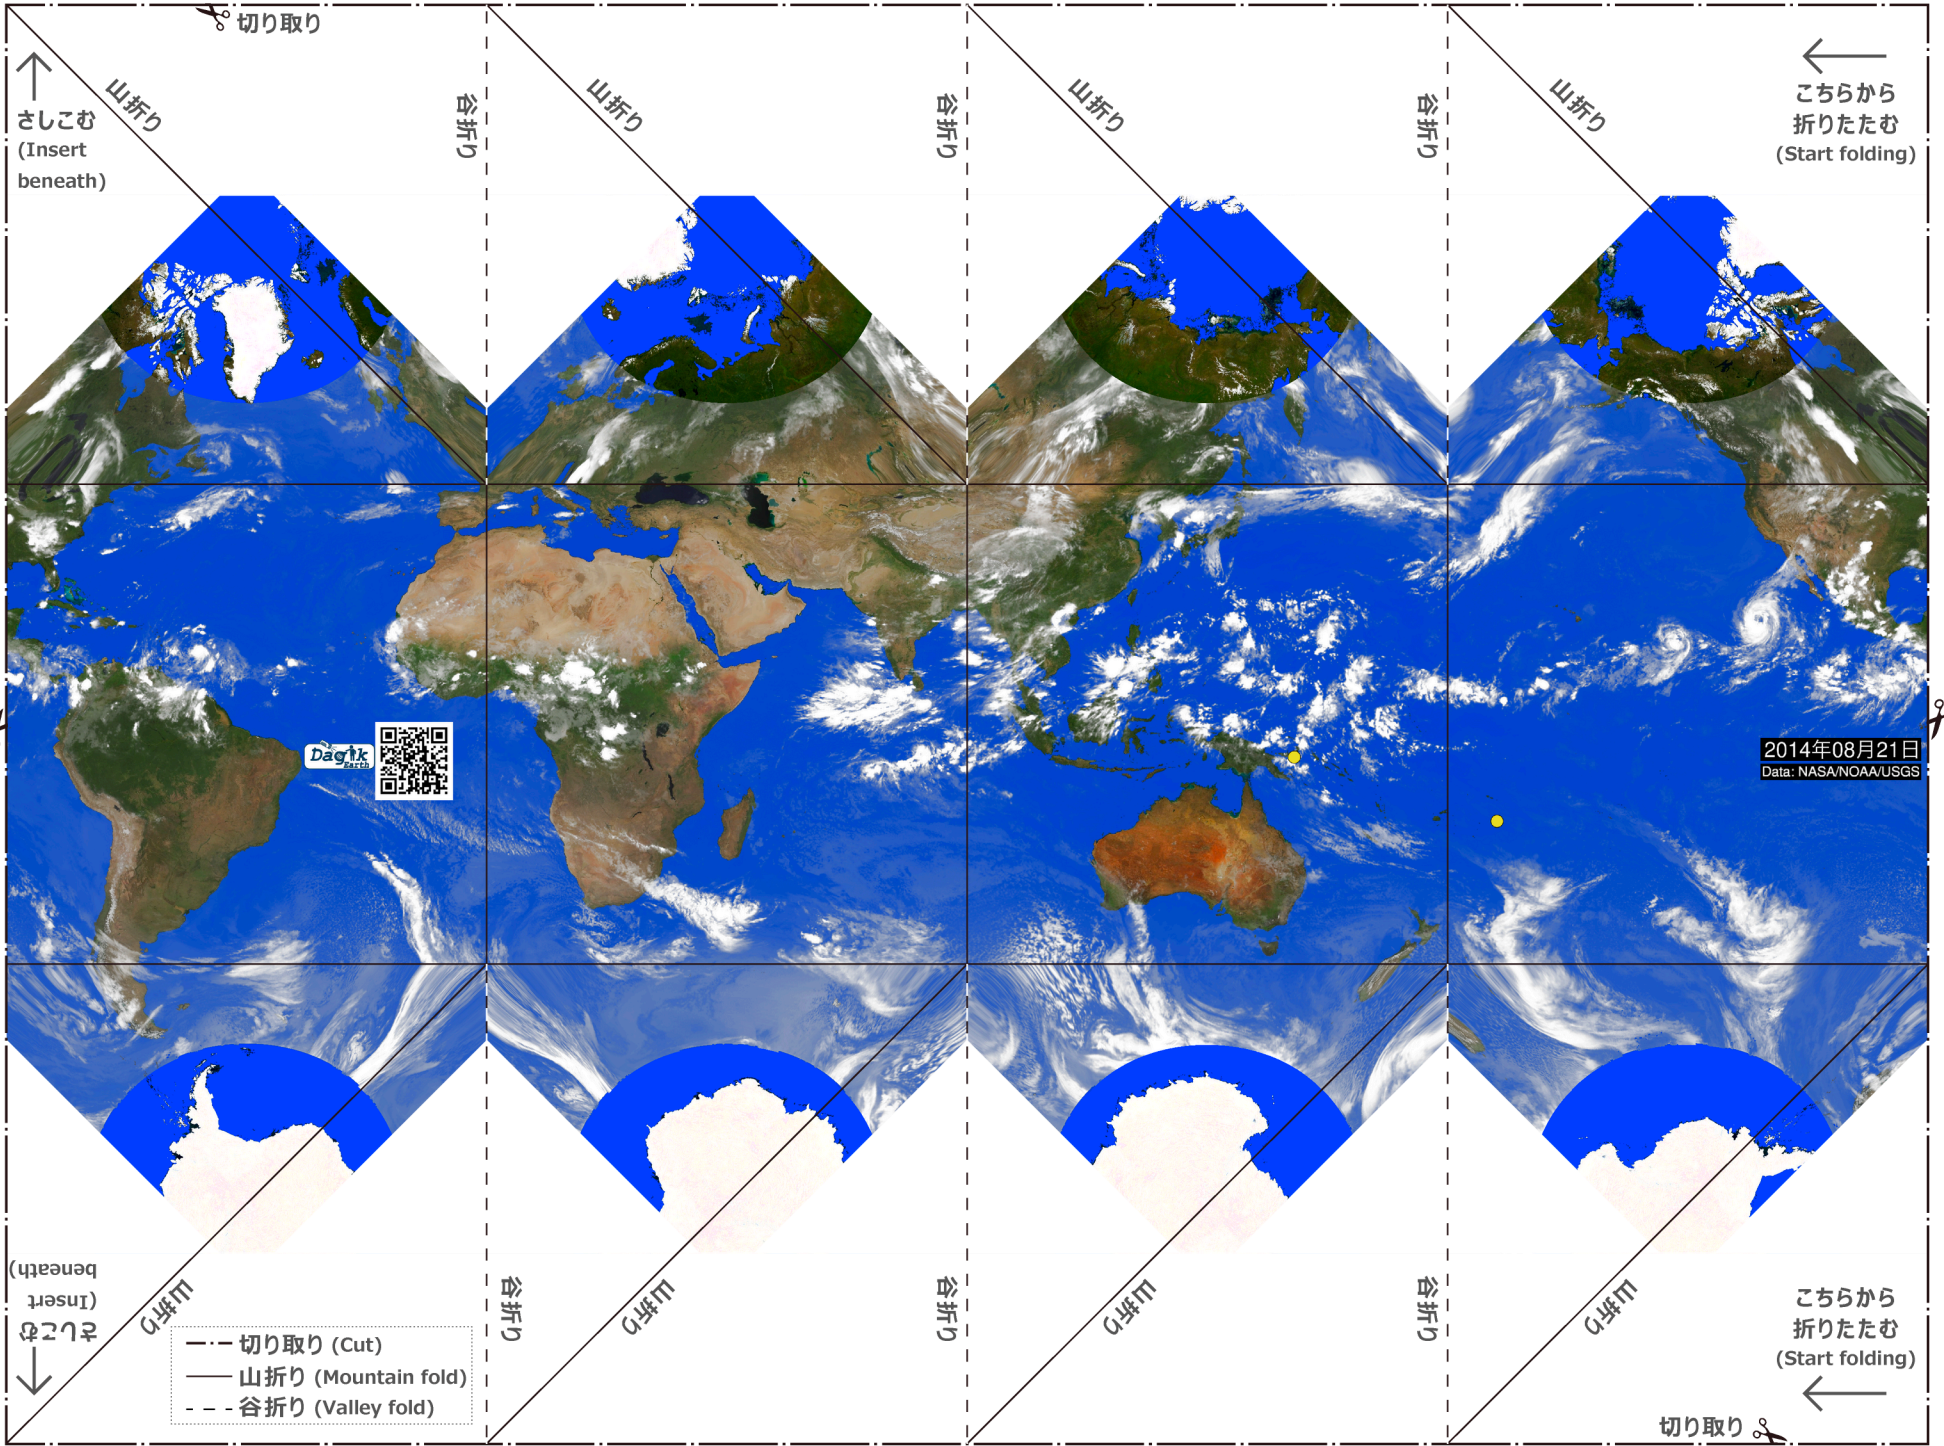 切り取り
山折り
谷折り
山折り
谷折り
山折り
谷折り
山折り
さしこむ
(Insert
beneath)
こちらから
折りたたむ
(Start folding)
Dagik
Earth
2014年08月21日
Data: NASA/NOAA/USGS
さしこむ
(Insert
beneath)
山折り
谷折り
山折り
谷折り
山折り
谷折り
山折り
切り取り (Cut)
山折り (Mountain fold)
谷折り (Valley fold)
こちらから
折りたたむ
(Start folding)
切り取り